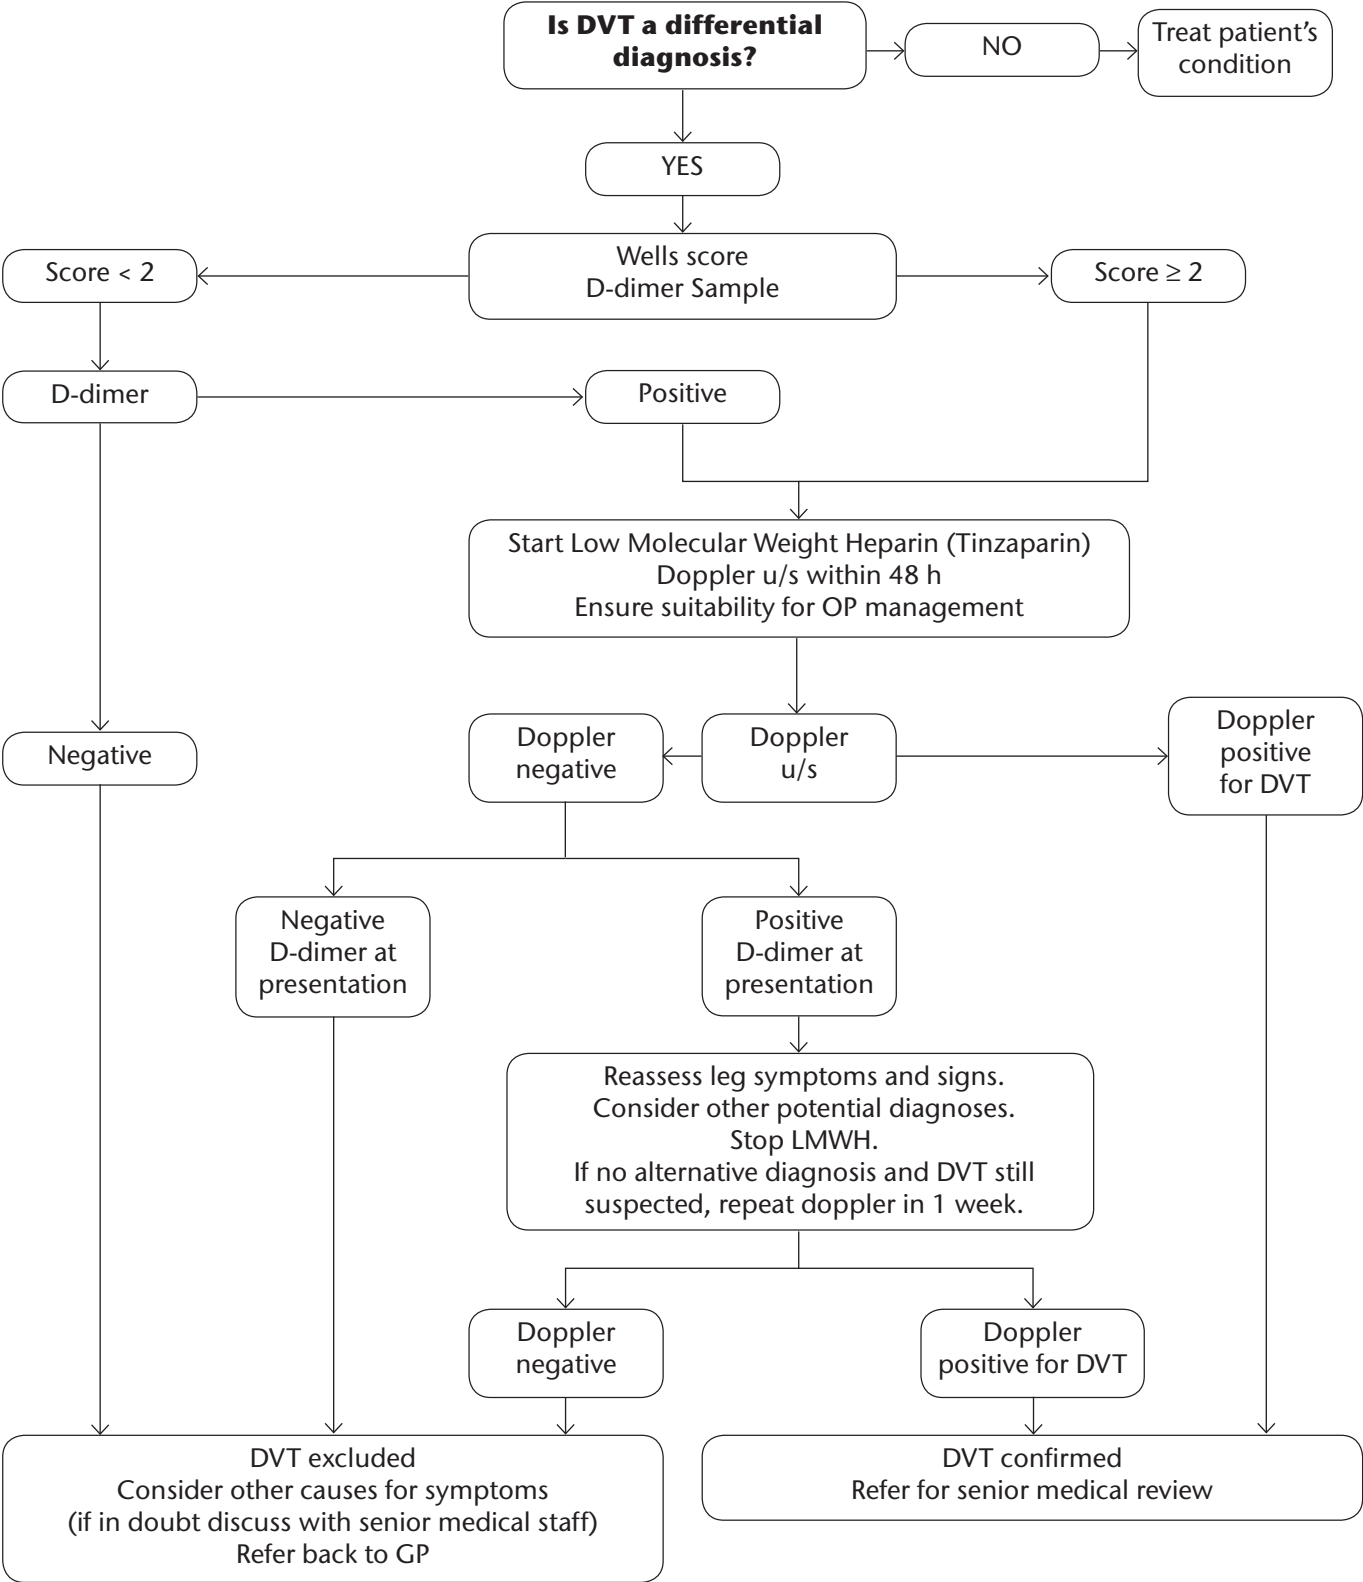 Is DVT a differential
diagnosis?
NO
Treat patient's
condition
YES
Wells score
D-dimer Sample
Score < 2
Score ≥ 2
D-dimer
Positive
Start Low Molecular Weight Heparin (Tinzaparin)
Doppler u/s within 48 h
Ensure suitability for OP management
Negative
Doppler
negative
Doppler
u/s
Doppler
positive
for DVT
Negative
D-dimer at
presentation
Positive
D-dimer at
presentation
Reassess leg symptoms and signs.
Consider other potential diagnoses.
Stop LMWH.
If no alternative diagnosis and DVT still
suspected, repeat doppler in 1 week.
Doppler
negative
Doppler
positive for DVT
DVT excluded
Consider other causes for symptoms
(if in doubt discuss with senior medical staff)
Refer back to GP
DVT confirmed
Refer for senior medical review